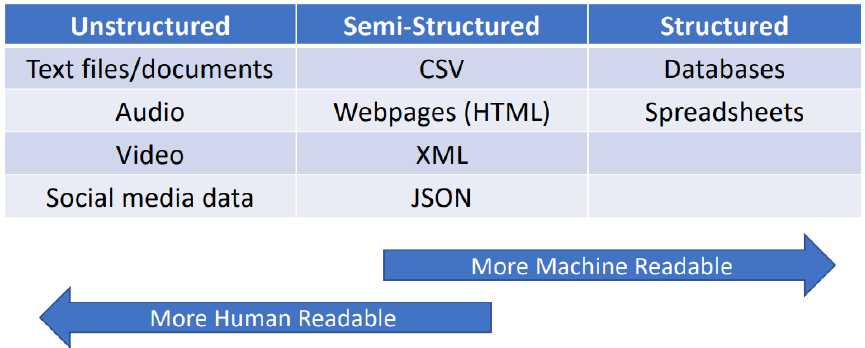 Unstructured Semi-Structured Structured
Text files/documents CSV Databases
Audio Webpages (HTML) Spreadsheets
Video XML
Social media data JSON
More Machine Readable
More Human Readable